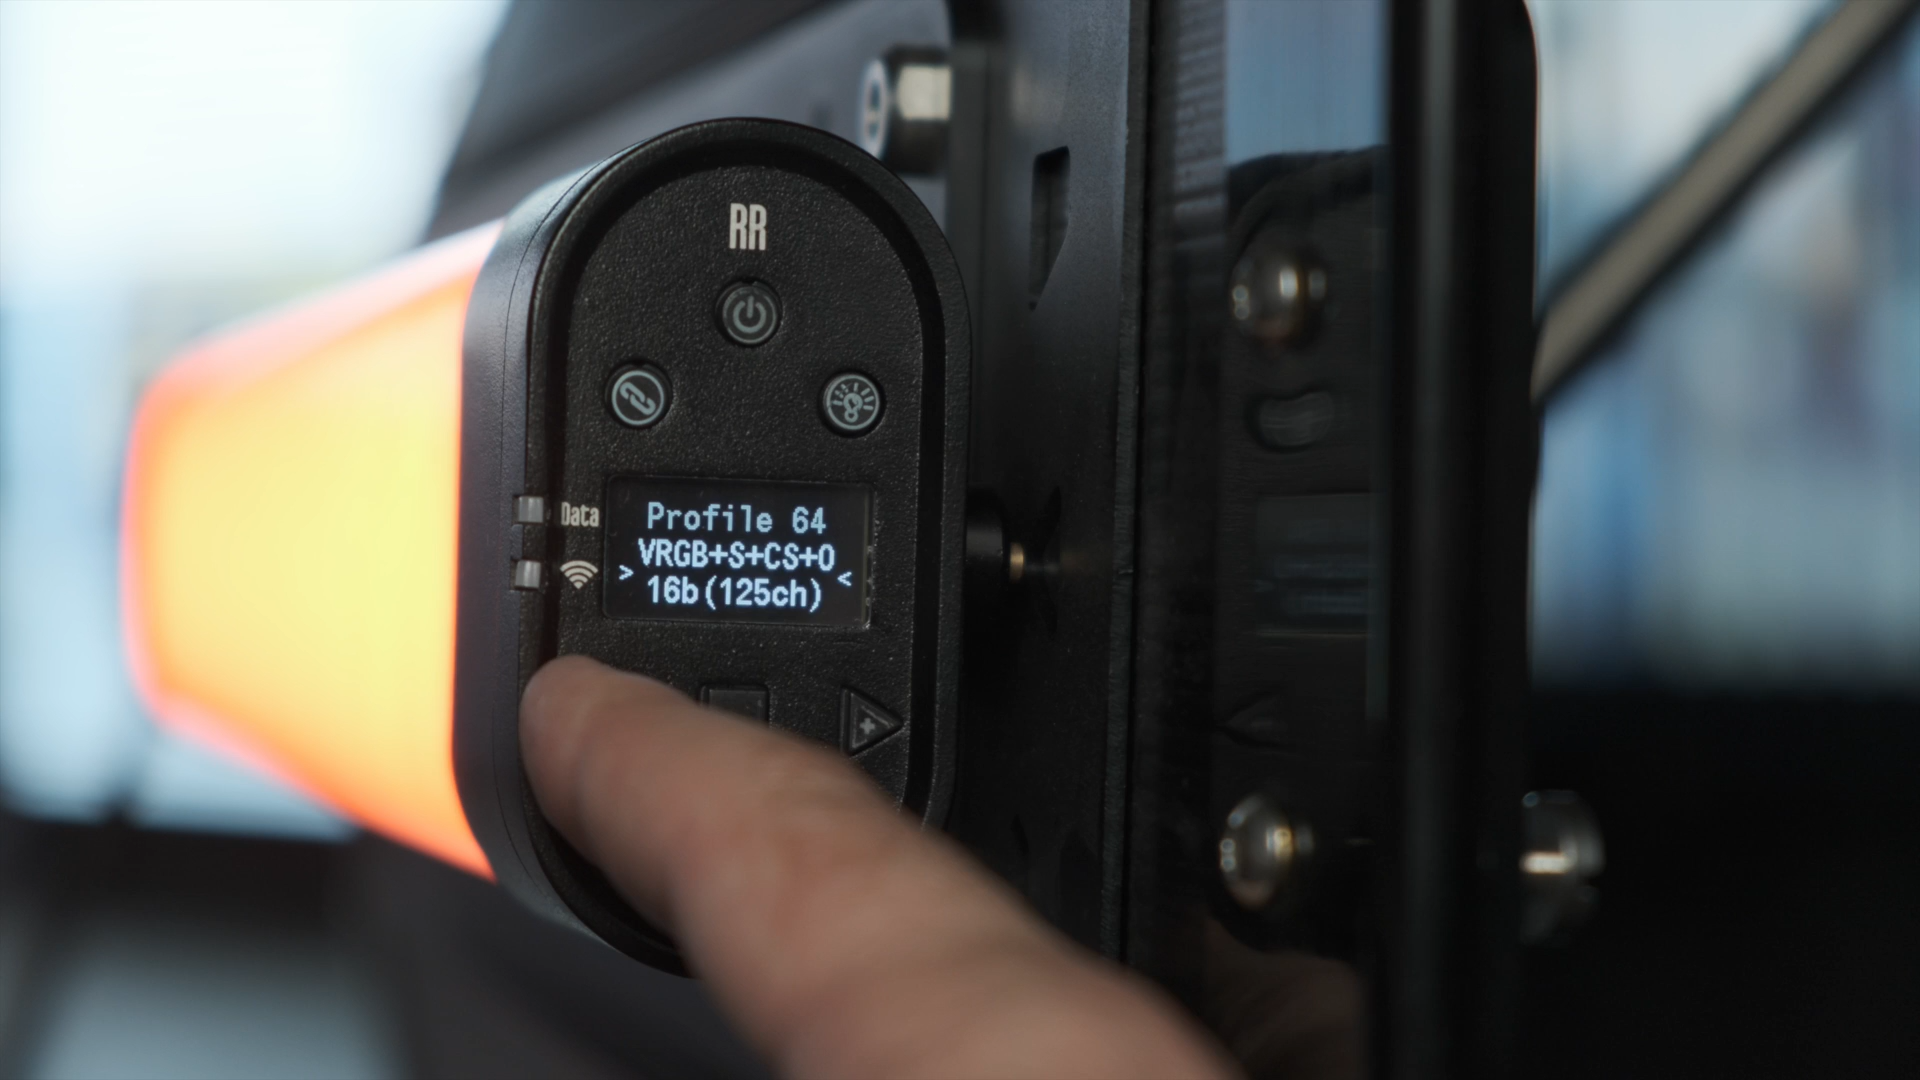 RR
Data
Profile 64
VRGB+S+CS+O
> 16b(125ch) <